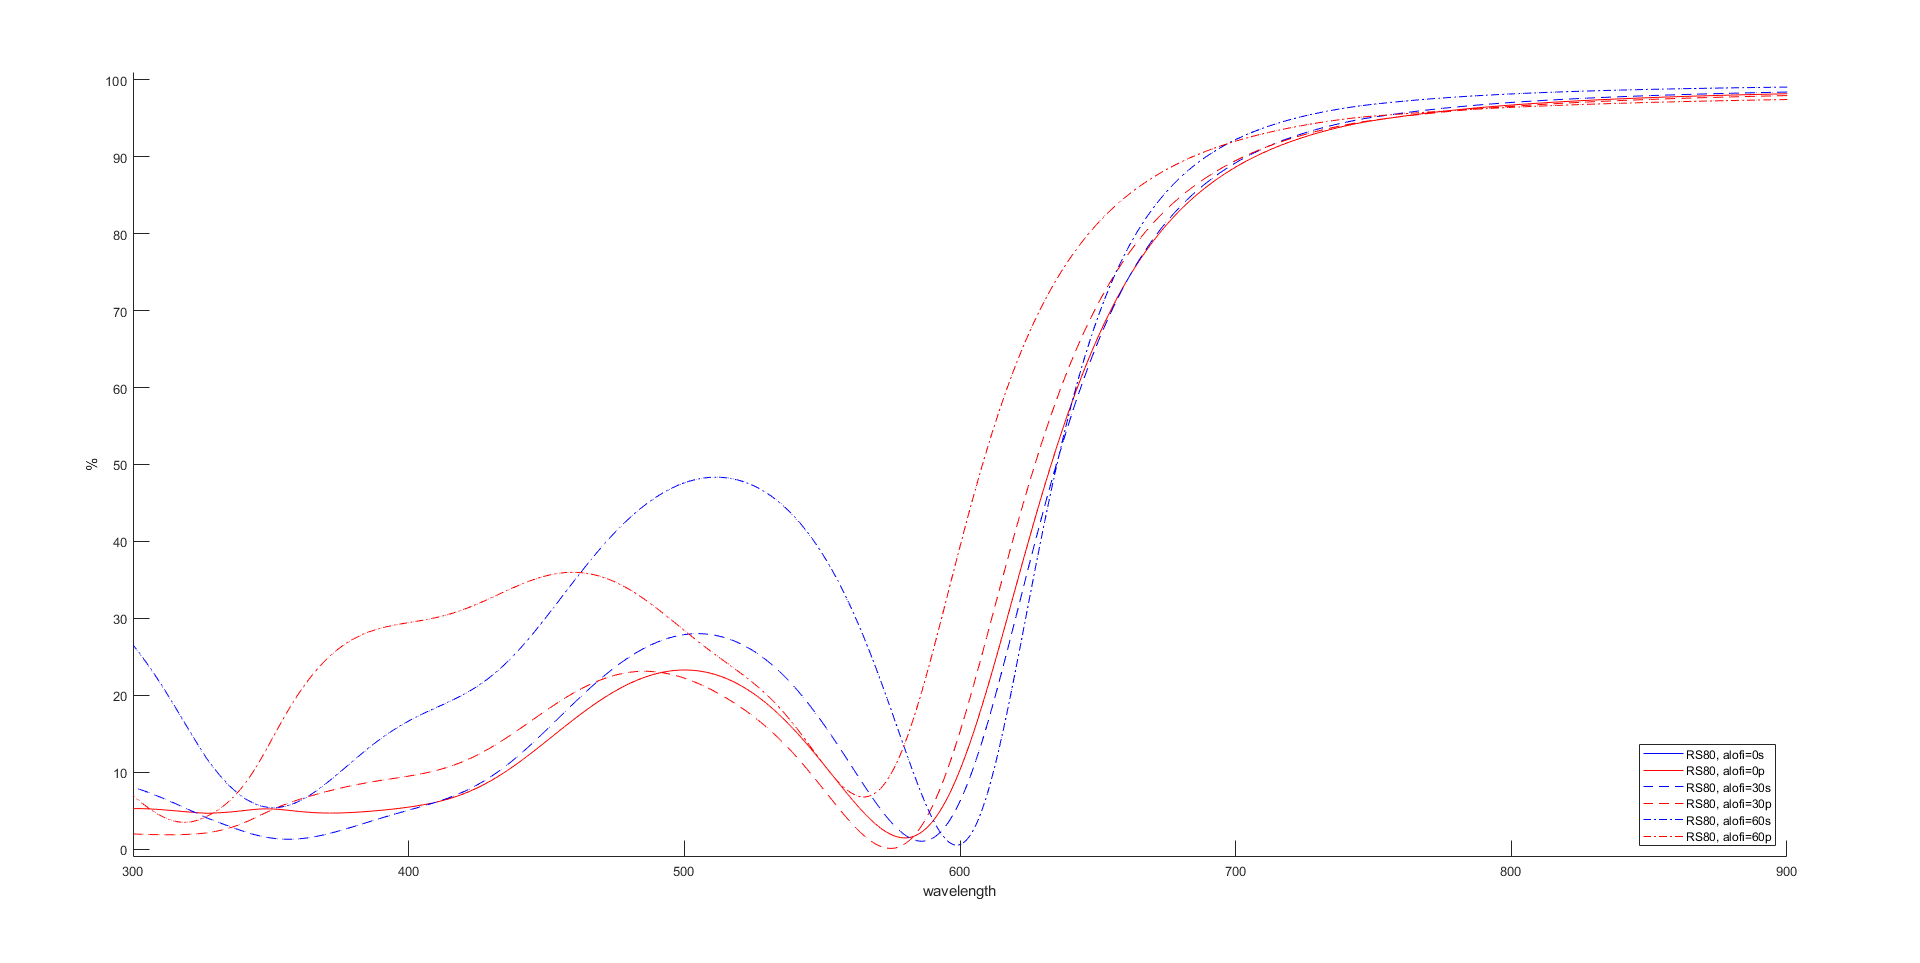 100
90
80
70
60
50
40
30
20
10
0
%
300 400 500 600 700 800 900
wavelength
RS80, alofi=0s
RS80, alofi=0p
RS80, alofi=30s
RS80, alofi=30p
RS80, alofi=60s
RS80, alofi=60p